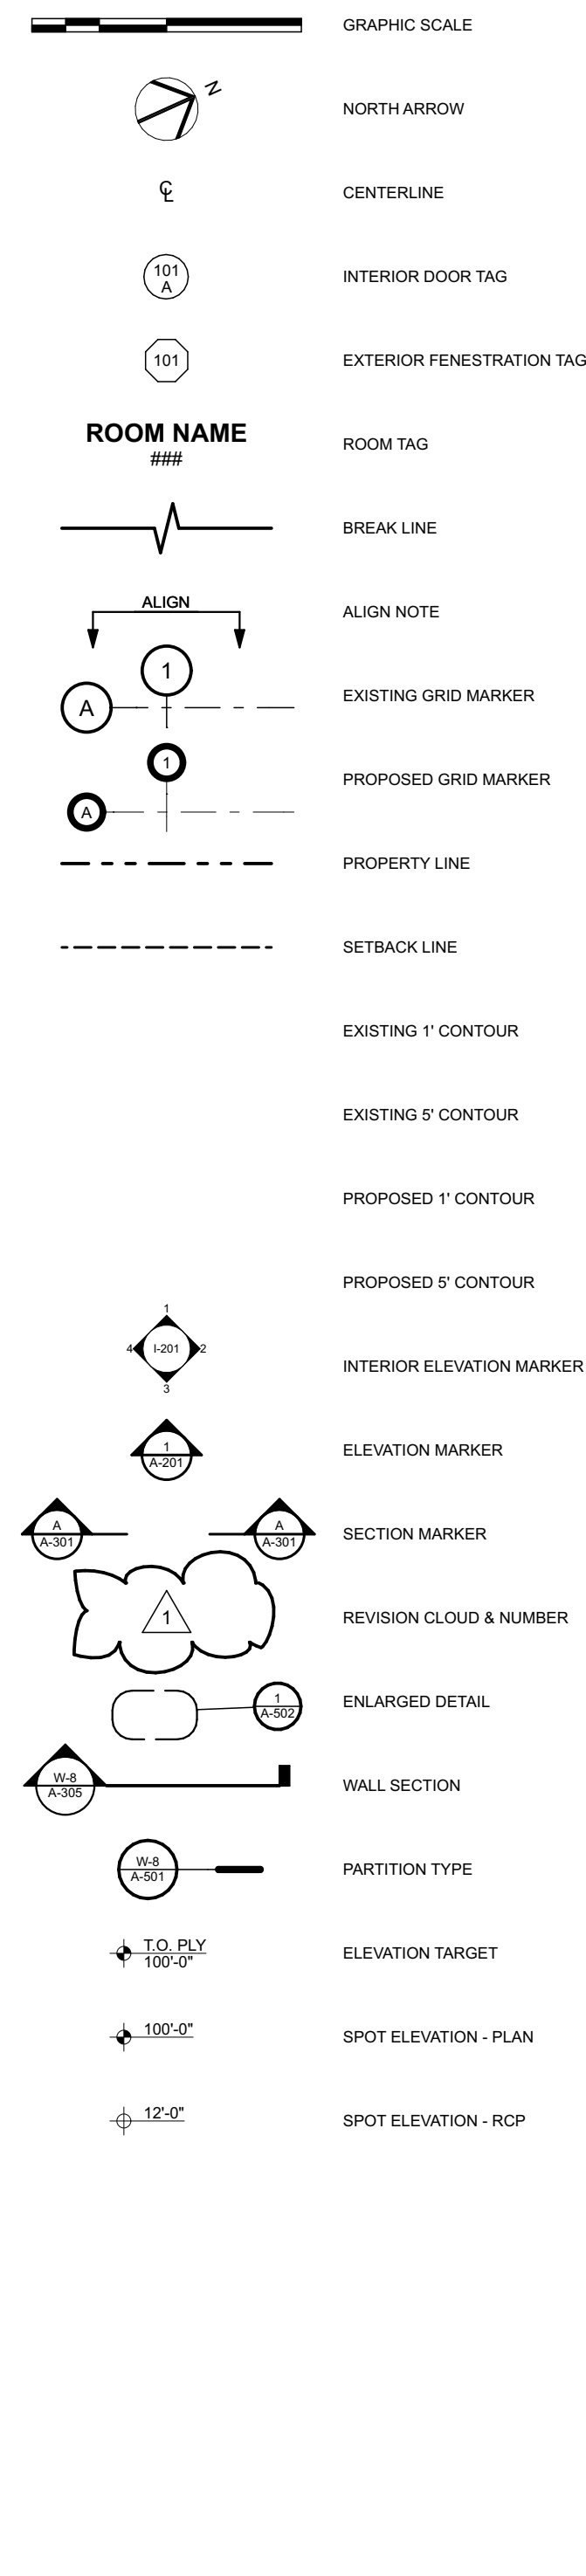 GRAPHIC SCALE
N
NORTH ARROW
℄
CENTERLINE
101
A
INTERIOR DOOR TAG
101
EXTERIOR FENESTRATION TAG
ROOM NAME
###
ROOM TAG
BREAK LINE
ALIGN
ALIGN NOTE
1
A
EXISTING GRID MARKER
1
A
PROPOSED GRID MARKER
PROPERTY LINE
SETBACK LINE
EXISTING 1' CONTOUR
EXISTING 5' CONTOUR
PROPOSED 1' CONTOUR
PROPOSED 5' CONTOUR
1
4 I-201 2
3
INTERIOR ELEVATION MARKER
1
A-201
ELEVATION MARKER
A A
A-301 A-301
SECTION MARKER
1
REVISION CLOUD & NUMBER
1
A-502
ENLARGED DETAIL
W-8
A-305
WALL SECTION
W-8
A-501
PARTITION TYPE
T.O. PLY
100'-0"
ELEVATION TARGET
100'-0"
SPOT ELEVATION - PLAN
12'-0"
SPOT ELEVATION - RCP